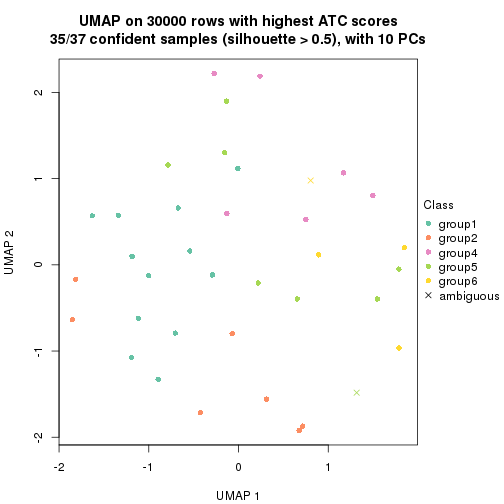 UMAP on 30000 rows with highest ATC scores
35/37 confident samples (silhouette > 0.5), with 10 PCs
2
1
0
-1
-2
UMAP 2
-2
-1
0
1
UMAP 1
Class
group1
group2
group4
group5
group6
ambiguous